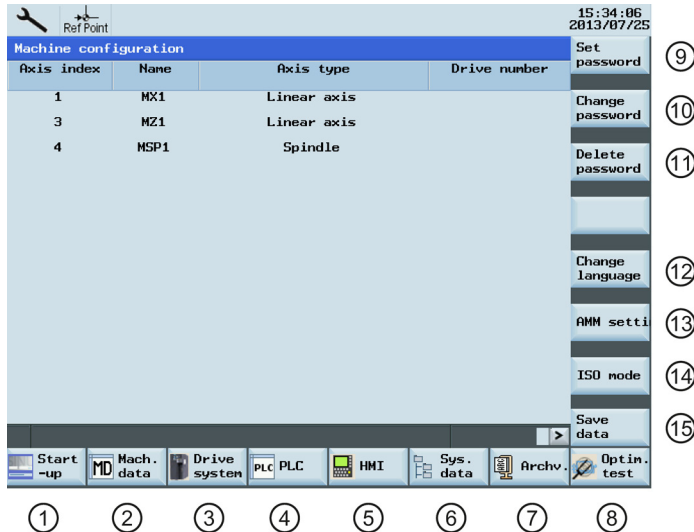 Ref Point
15:34:06
2013/07/25
Machine configuration
Axis index Name Axis type Drive number
1 MX1 Linear axis
3 MZ1 Linear axis
4 MSP1 Spindle
Set
password
9
Change
password
10
Delete
password
11
Change
language
12
AMM setti
13
ISO mode
14
Save
data
15
>
Start
-up
MD Mach.
data
Drive
system
PLC PLC
HMI
Sys.
data
Archv.
Optim.
test
1 2 3 4 5 6 7 8